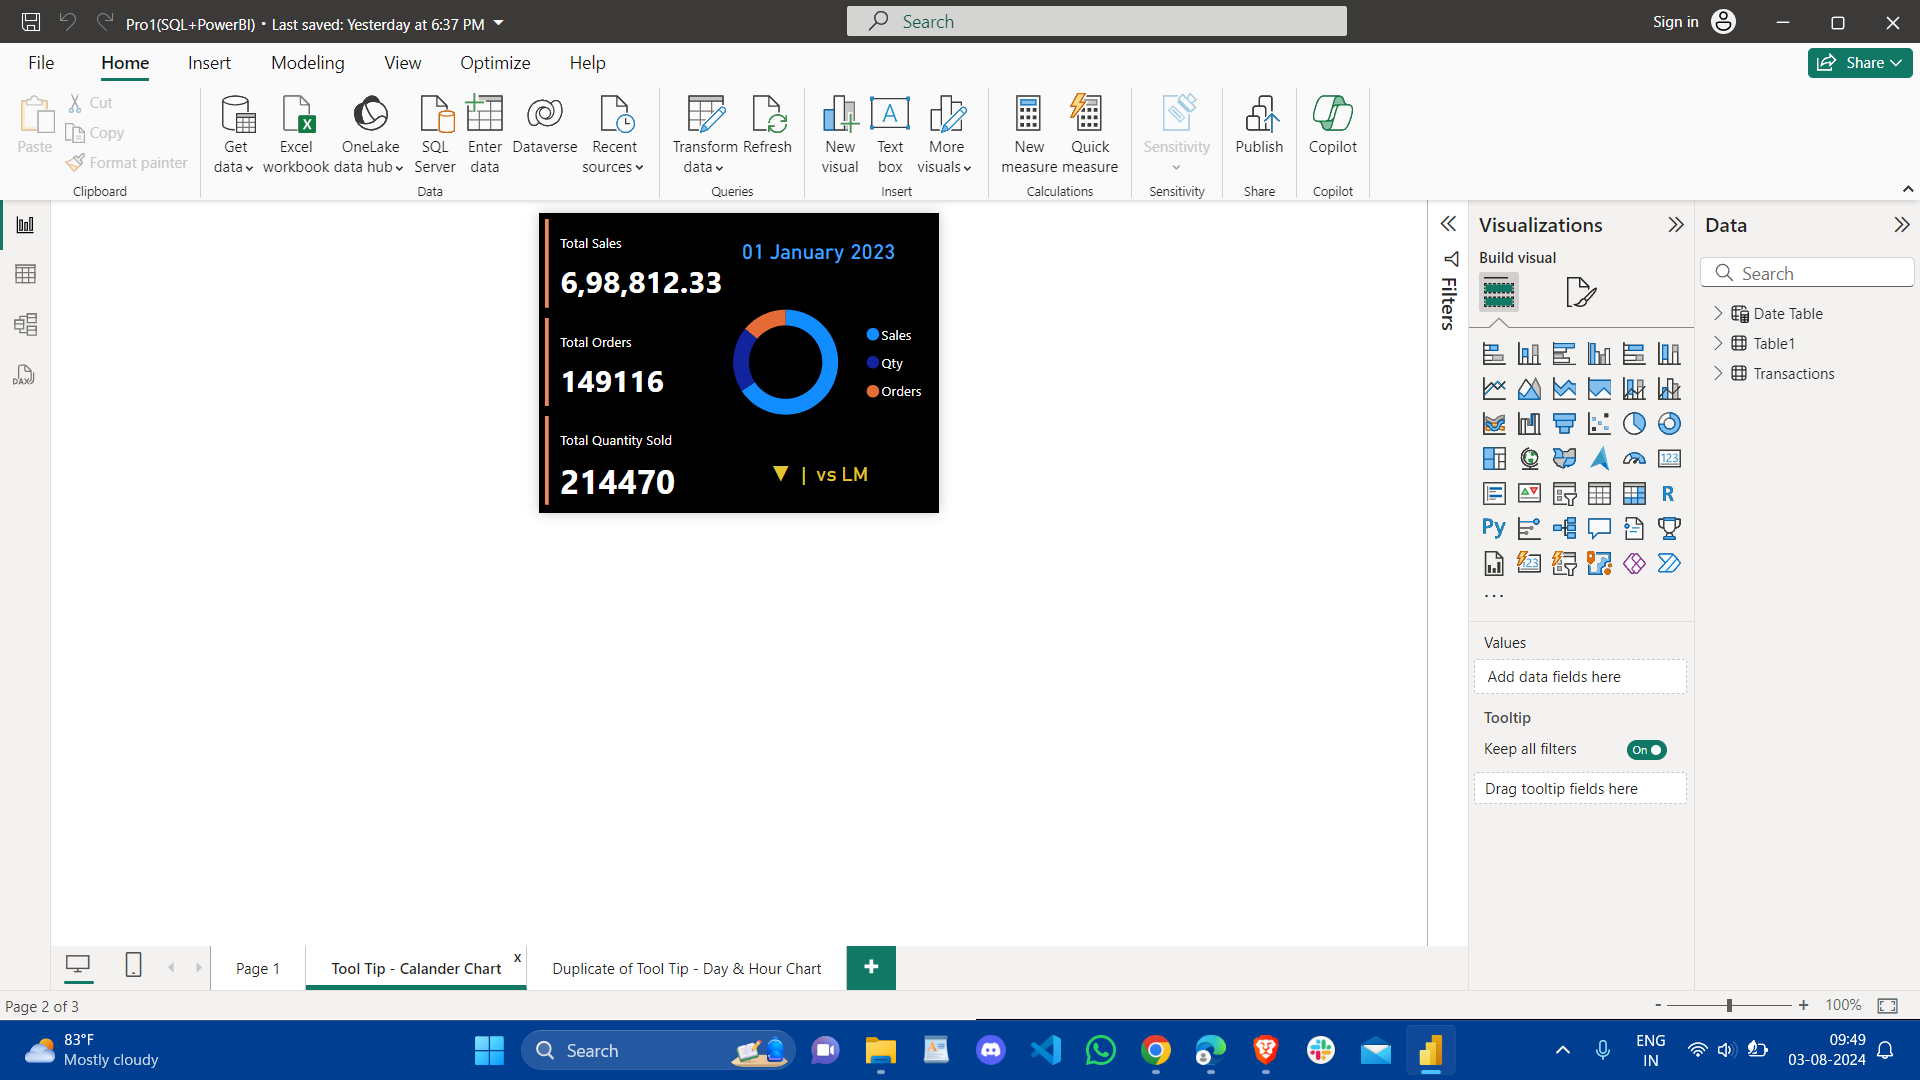 Pro1(SQL+PowerBI) • Last saved: Yesterday at 6:37 PM
Search
Sign in
File Home Insert Modeling View Optimize Help
Share
Paste
Cut
Copy
Format painter
Clipboard
Get data
Excel workbook
OneLake data hub
SQL Server
Enter data
Dataverse
Recent sources
Data
Transform data
Refresh
Queries
New visual
Text box
More visuals
Insert
New measure
Quick measure
Calculations
Sensitivity
Sensitivity
Publish
Share
Copilot
Copilot
Total Sales
6,98,812.33
01 January 2023
Total Orders
149116
Sales
Qty
Orders
Total Quantity Sold
214470
▼ | vs LM
Filters
Visualizations
Build visual
123
R
Py
123
...
Values
Add data fields here
Tooltip
Keep all filters
On
Drag tooltip fields here
Data
Search
Date Table
Table1
Transactions
DAX
Page 1
Tool Tip - Calander Chart
x
Duplicate of Tool Tip - Day & Hour Chart
+
Page 2 of 3
- + 100%
83°F
Mostly cloudy
Search
ENG
IN
09:49
03-08-2024